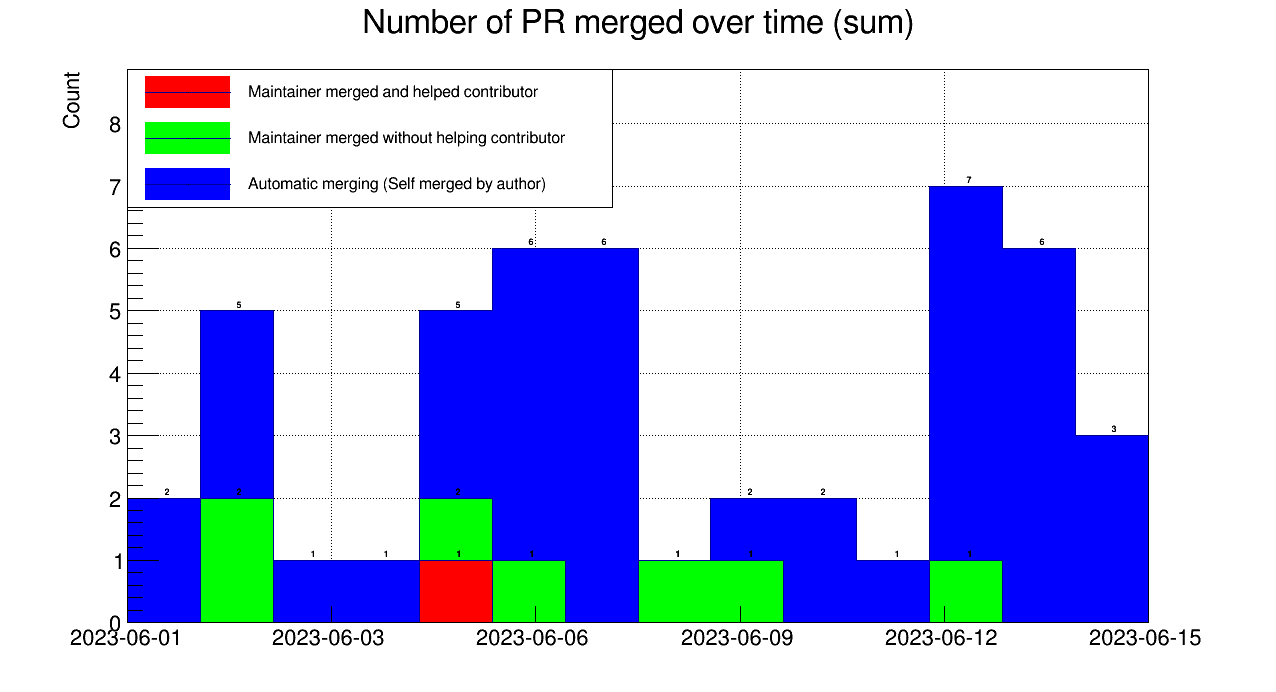 Number of PR merged over time (sum)
Count
Maintainer merged and helped contributor
Maintainer merged without helping contributor
Automatic merging (Self merged by author)
8
7
6
5
4
3
2
1
0
7
6 6 6
5 5
3
2 2 2 2 2 2
1 1 1 1 1 1 1 1
2023-06-01 2023-06-03 2023-06-06 2023-06-09 2023-06-12 2023-06-15